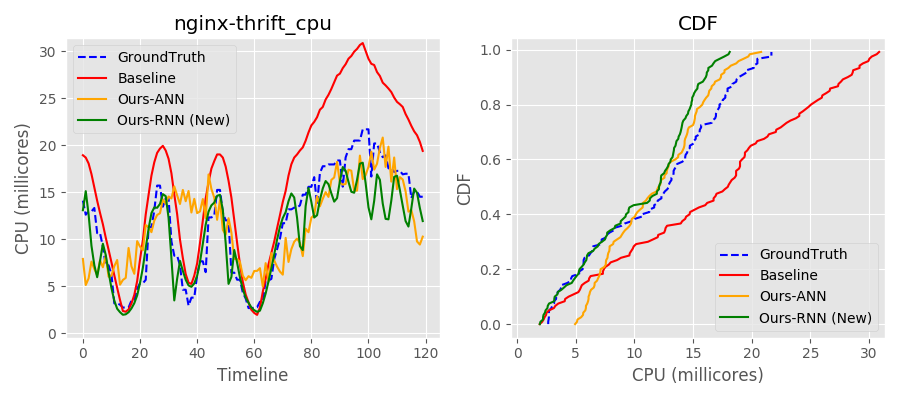 nginx-thrift_cpu
CPU (millicores)
30
25
20
15
10
5
0
GroundTruth
Baseline
Ours-ANN
Ours-RNN (New)
0 20 40 60 80 100 120
Timeline
CDF
CDF
1.0
0.8
0.6
0.4
0.2
0.0
GroundTruth
Baseline
Ours-ANN
Ours-RNN (New)
0 5 10 15 20 25 30
CPU (millicores)